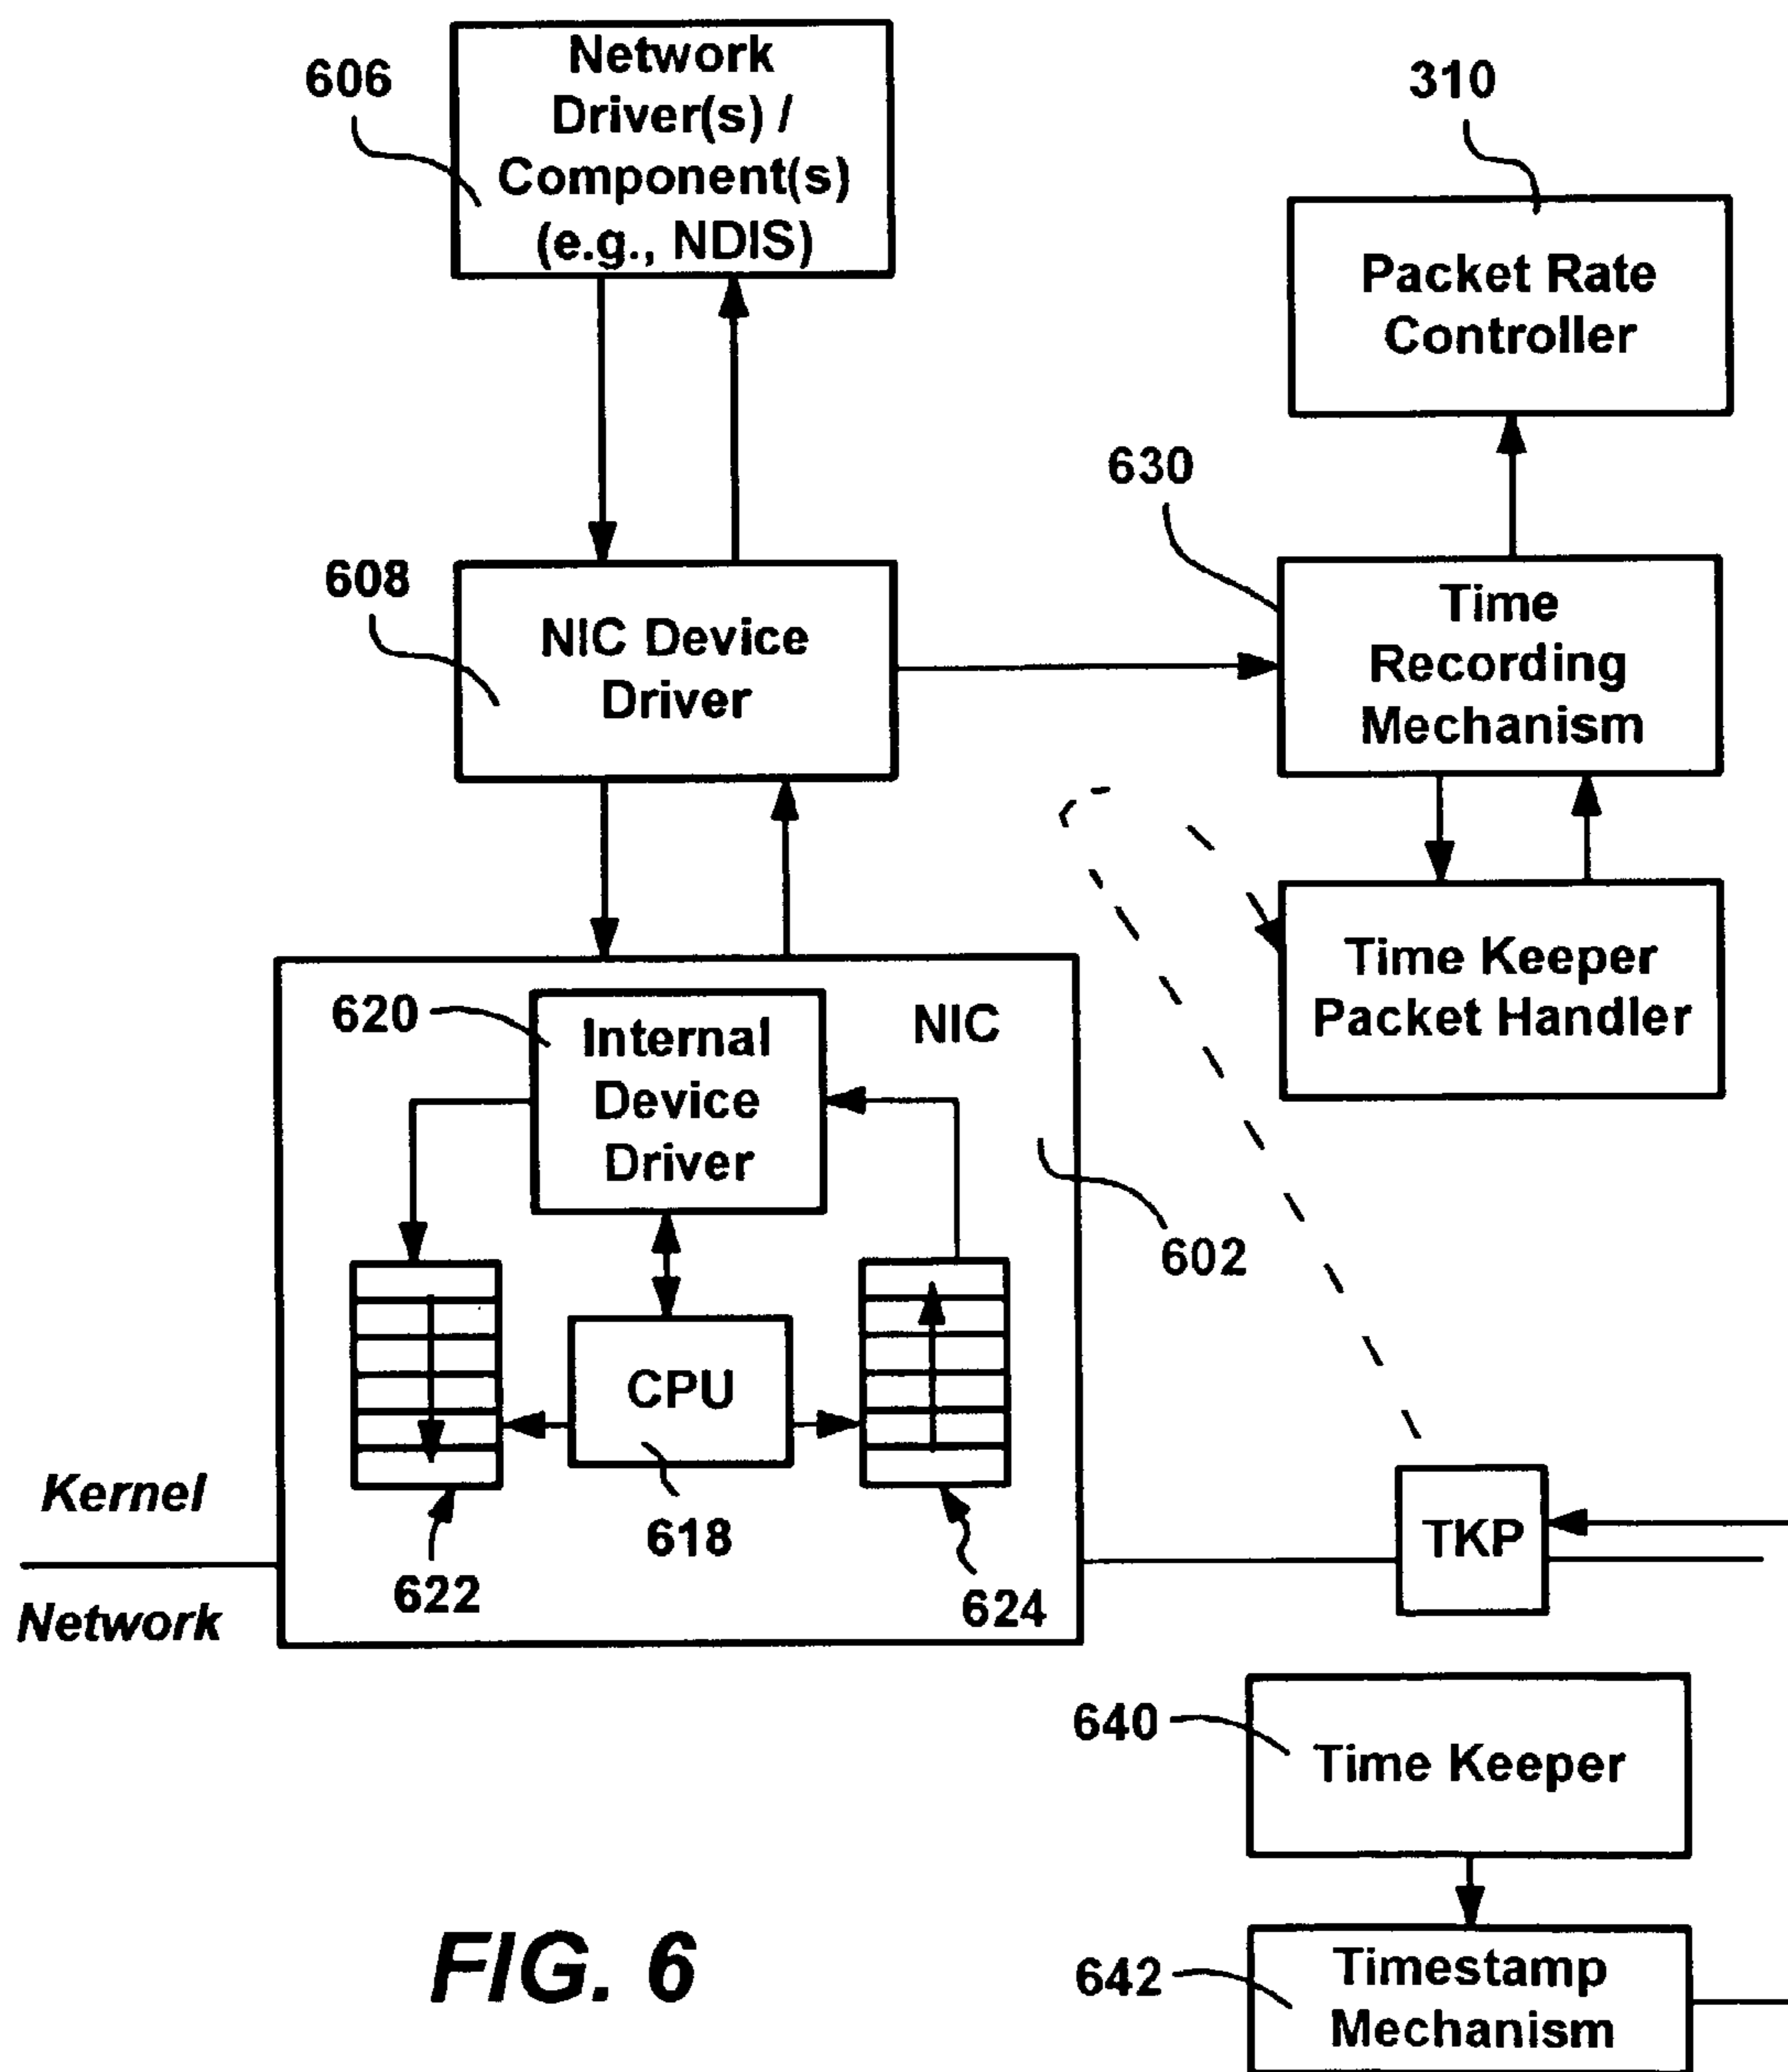 606
Network
Driver(s) /
Component(s)
(e.g., NDIS)
310
Packet Rate
Controller
630
608
NIC Device
Driver
Time
Recording
Mechanism
Time Keeper
Packet Handler
620
Internal
Device
Driver
NIC
602
CPU
618
622
624
Kernel
Network
TKP
640
Time Keeper
642
Timestamp
Mechanism
FIG. 6